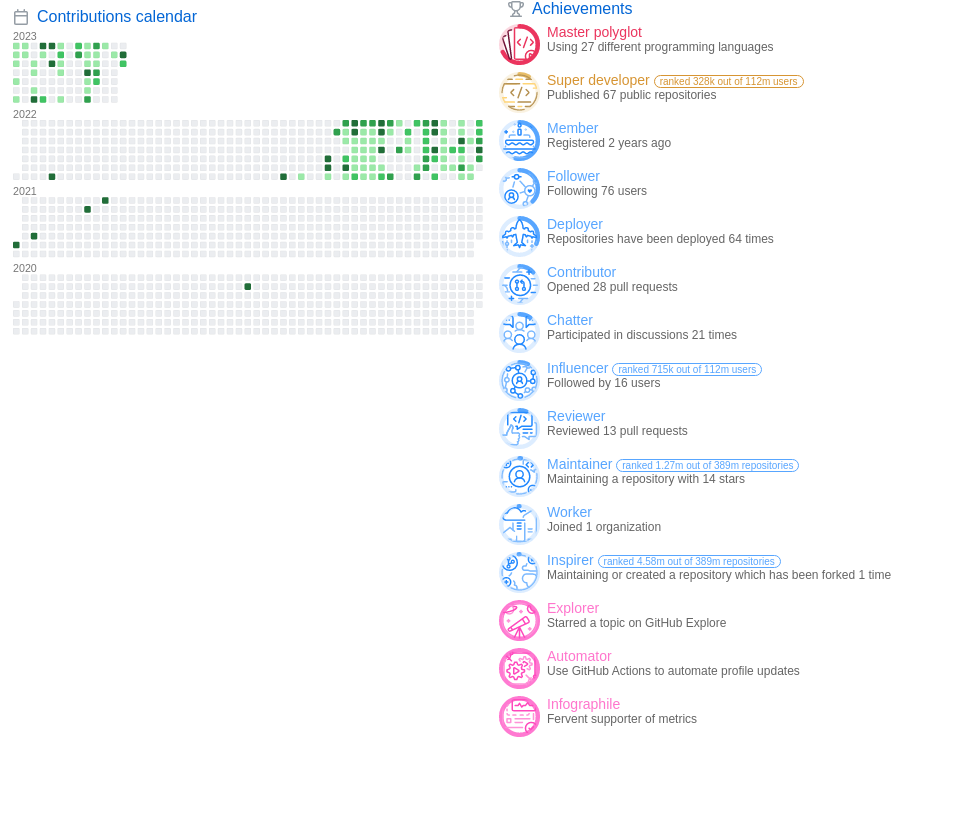 Contributions calendar
2023
2022
2021
2020
Achievements
Master polyglot
Using 27 different programming languages
Super developer ranked 328k out of 112m users
Published 67 public repositories
Member
Registered 2 years ago
Follower
Following 76 users
Deployer
Repositories have been deployed 64 times
Contributor
Opened 28 pull requests
Chatter
Participated in discussions 21 times
Influencer ranked 715k out of 112m users
Followed by 16 users
Reviewer
Reviewed 13 pull requests
Maintainer ranked 1.27m out of 389m repositories
Maintaining a repository with 14 stars
Worker
Joined 1 organization
Inspirer ranked 4.58m out of 389m repositories
Maintaining or created a repository which has been forked 1 time
Explorer
Starred a topic on GitHub Explore
Automator
Use GitHub Actions to automate profile updates
Infographile
Fervent supporter of metrics